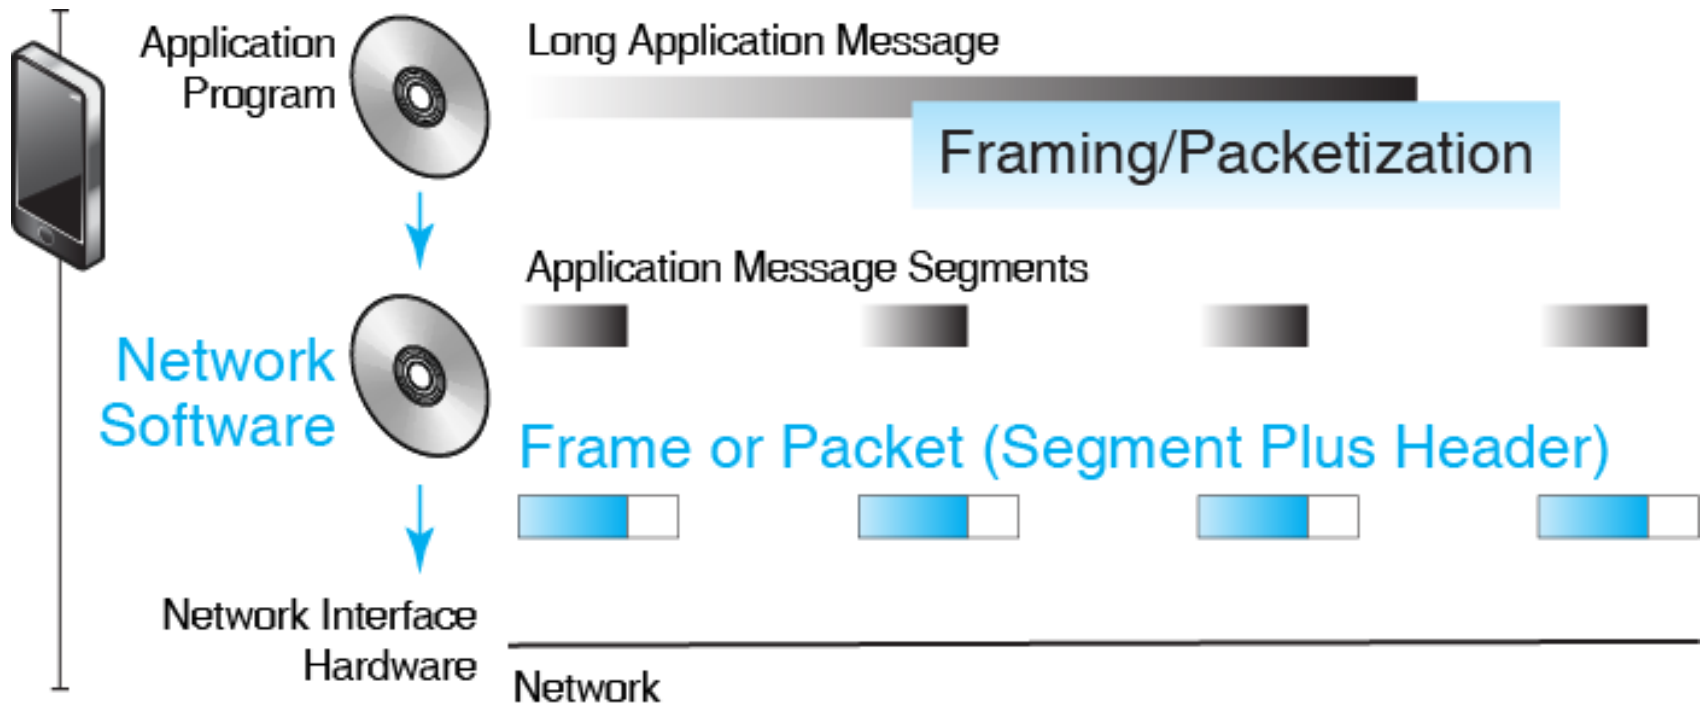 Application
Program
Long Application Message
Framing/Packetization
Application Message Segments
Network
Software
Frame or Packet (Segment Plus Header)
Network Interface
Hardware
Network